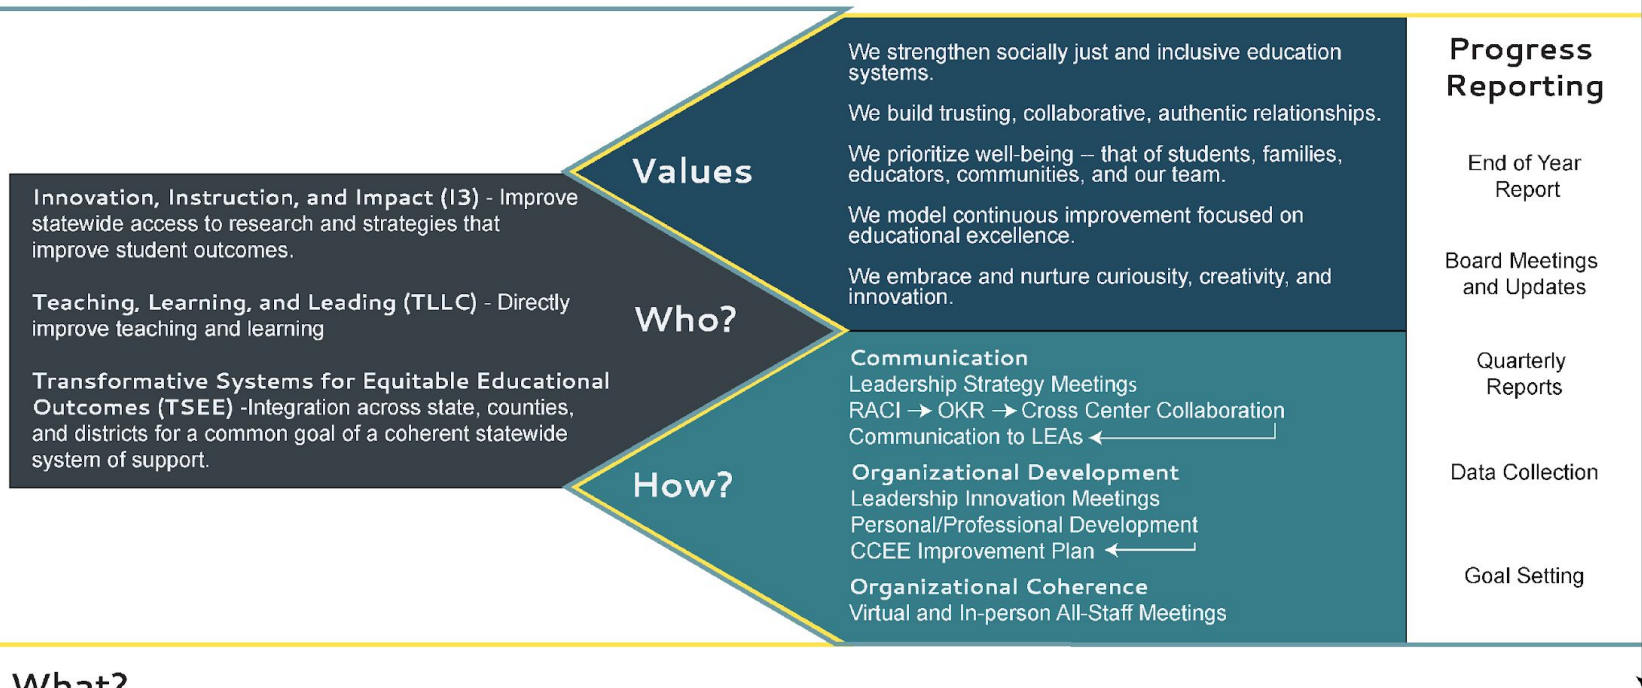 Innovation, Instruction, and Impact (I3) - Improve
statewide access to research and strategies that
improve student outcomes.
Teaching, Learning, and Leading (TLLC) - Directly
improve teaching and learning
Transformative Systems for Equitable Educational
Outcomes (TSEE) -Integration across state, counties,
and districts for a common goal of a coherent statewide
system of support.
Values
Who?
How?
We strengthen socially just and inclusive education
systems.
We build trusting, collaborative, authentic relationships.
We prioritize well-being – that of students, families,
educators, communities, and our team.
We model continuous improvement focused on
educational excellence.
We embrace and nurture curiousity, creativity, and
innovation.
Communication
Leadership Strategy Meetings
RACI → OKR → Cross Center Collaboration
Communication to LEAs ←
Organizational Development
Leadership Innovation Meetings
Personal/Professional Development
CCEE Improvement Plan ←
Organizational Coherence
Virtual and In-person All-Staff Meetings
Progress
Reporting
End of Year
Report
Board Meetings
and Updates
Quarterly
Reports
Data Collection
Goal Setting
What?